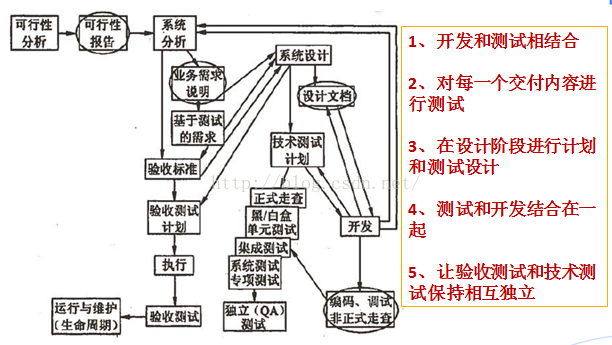 可行性
分析
可行性
报告
系统
分析
系统设计
业务需求
说明
设计文档
基于测试
的需求
技术测试
计划
验收标准
http://blog.csdn.net/
正式走查
验收测试
计划
黑/白盒
单元测试
开发
集成测试
执行
系统测试
专项测试
运行与维护
(生命周期)
验收测试
独立(QA)
测试
编码、调试
非正式走查
1、开发和测试相结合
2、对每一个交付内容进
行测试
3、在设计阶段进行计划
和测试设计
4、测试和开发结合在一
起
5、让验收测试和技术测
试保持相互独立